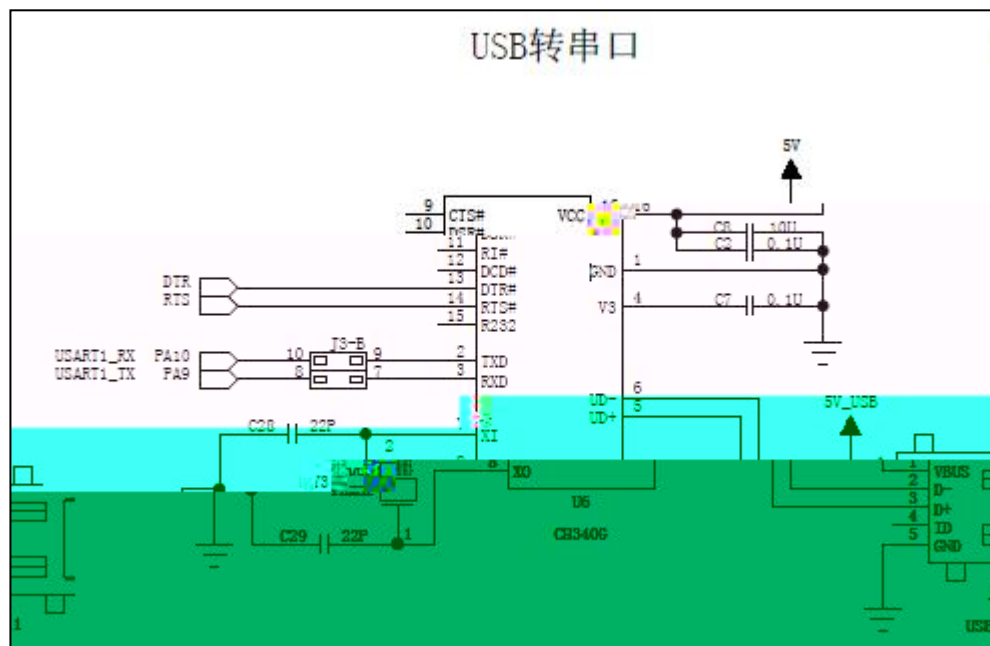 USB转串口
5V
9 CTS# VCC
10
C8 10U
C2 0.1U
11 RI#
12 DCD# GND 1
DTR 13 DTR#
RTS 14 RTS# V3 4 C7 0.1U
15 R232
J3-B
USART1_RX PA10 10 9 2 TXD
USART1_TX PA9 8 7 3 RXD
UD- 6
UD+ 5
5V_USB
C28 22P XI
2
8 XO
1 VBUS
2 D-
3 D+
4 ID
5 GND
U6
C29 22P 1 CH340G
1